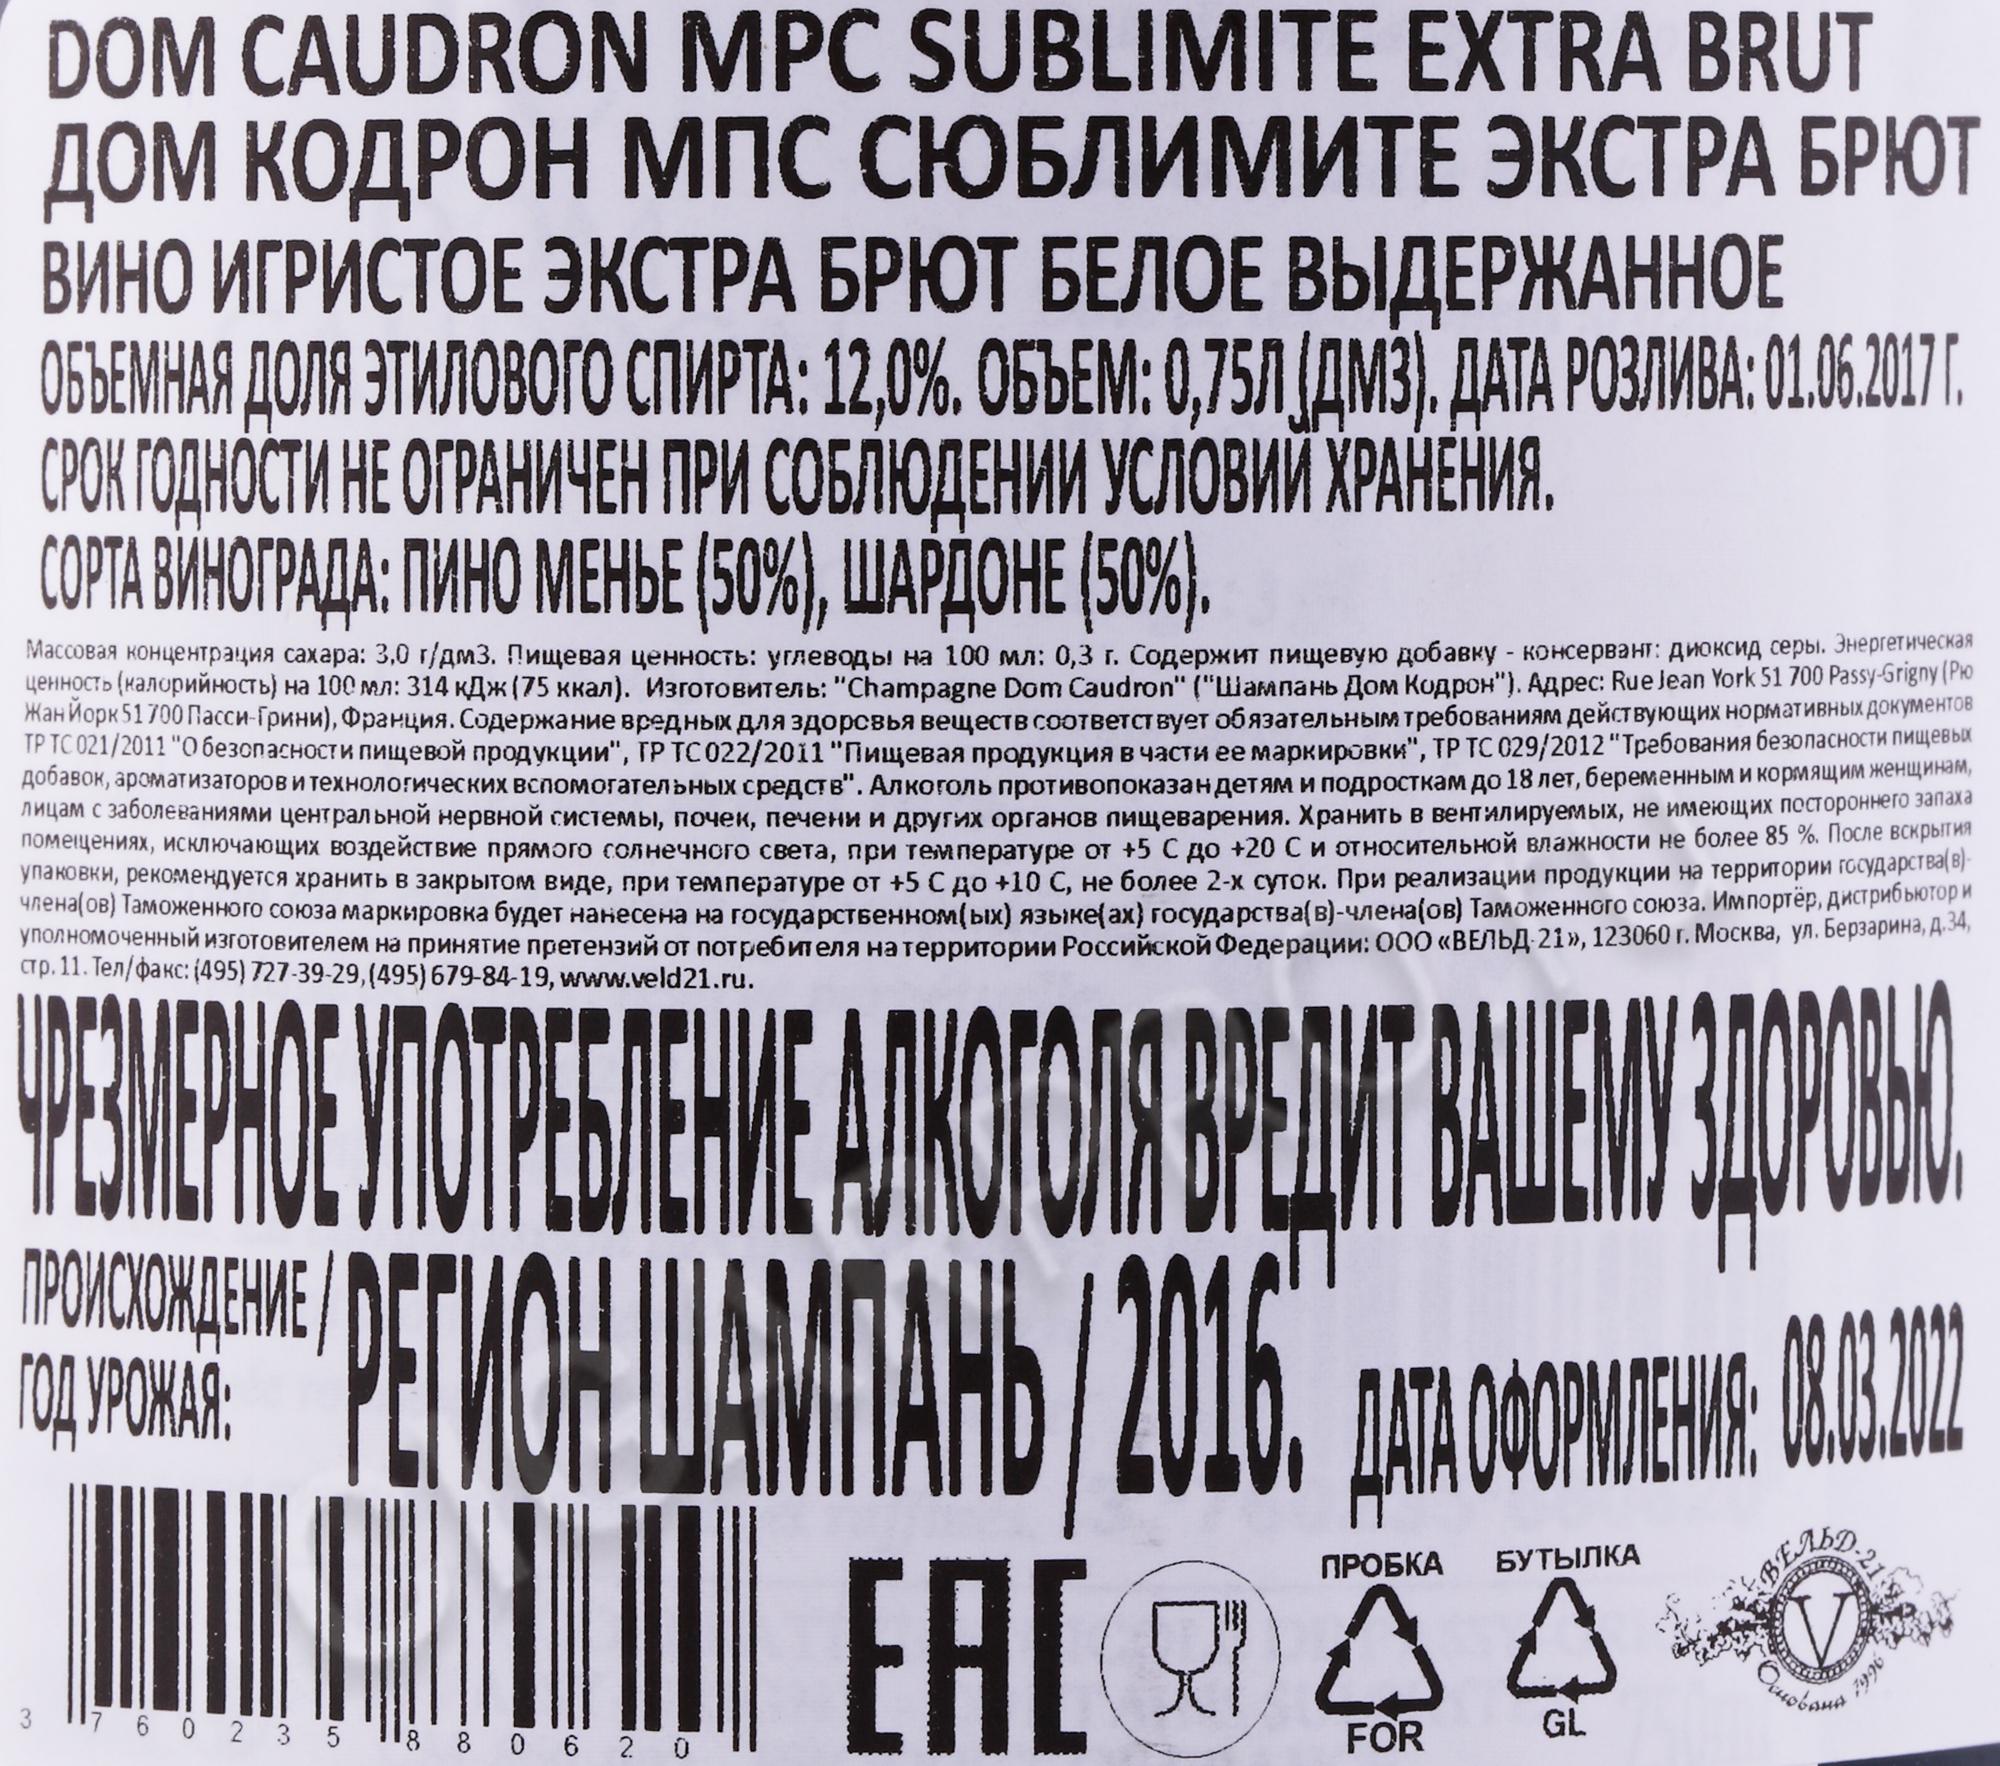 DOM CAUDRON MPC SUBLIMITE EXTRA BRUT
ДОМ КОДРОН МПС СЮБЛИМИТЕ ЭКСТРА БРЮТ
ВИНО ИГРИСТОЕ ЭКСТРА БРЮТ БЕЛОЕ ВЫДЕРЖАННОЕ
ОБЪЕМНАЯ ДОЛЯ ЭТИЛОВОГО СПИРТА: 12,0%. ОБЪЕМ: 0,75Л (ДМ3). ДАТА РОЗЛИВА: 01.06.2017 Г.
СРОК ГОДНОСТИ НЕ ОГРАНИЧЕН ПРИ СОБЛЮДЕНИИ УСЛОВИЙ ХРАНЕНИЯ.
СОРТА ВИНОГРАДА: ПИНО МЕНЬЕ (50%), ШАРДОНЕ (50%).
Массовая концентрация сахара: 3,0 г/дм3. Пищевая ценность: углеводы на 100 мл: 0,3 г. Содержит пищевую добавку - консервант: диоксид серы. Энергетическая
ценность (калорийность) на 100 мл: 314 кДж (75 ккал). Изготовитель: "Champagne Dom Caudron" ("Шампань Дом Кодрон"). Адрес: Rue Jean York 51 700 Passy-Grigny (Рю
Жан Йорк 51 700 Пасси-Грини), Франция. Содержание вредных для здоровья веществ соответствует обязательным требованиям действующих нормативных документов
ТР ТС 021/2011 "О безопасности пищевой продукции", ТР ТС 022/2011 "Пищевая продукция в части ее маркировки", ТР ТС 029/2012 "Требования безопасности пищевых
добавок, ароматизаторов и технологических вспомогательных средств". Алкоголь противопоказан детям и подросткам до 18 лет, беременным и кормящим женщинам,
лицам с заболеваниями центральной нервной системы, почек, печени и других органов пищеварения. Хранить в вентилируемых, не имеющих постороннего запаха
помещениях, исключающих воздействие прямого солнечного света, при температуре от +5 С до +20 С и относительной влажности не более 85 %. После вскрытия
упаковки, рекомендуется хранить в закрытом виде, при температуре от +5 С до +10 С, не более 2-х суток. При реализации продукции на территории государства(в)-
члена(ов) Таможенного союза маркировка будет нанесена на государственном(ых) языке(ах) государства(в)-члена(ов) Таможенного союза. Импортёр, дистрибьютор и
уполномоченный изготовителем на принятие претензий от потребителя на территории Российской Федерации: ООО «ВЕЛЬД-21», 123060 г. Москва, ул. Берзарина, д.34,
стр. 11. Тел/факс: (495) 727-39-29, (495) 679-84-19, www.veld21.ru.
ЧРЕЗМЕРНОЕ УПОТРЕБЛЕНИЕ АЛКОГОЛЯ ВРЕДИТ ВАШЕМУ ЗДОРОВЬЮ.
ПРОИСХОЖДЕНИЕ /
ГОД УРОЖАЯ:
РЕГИОН ШАМПАНЬ / 2016.
ДАТА ОФОРМЛЕНИЯ: 08.03.2022
3 760235 880620
EAC
ПРОБКА
FOR
БУТЫЛКА
GL
ВЕЛЬД-21
V
Основана 1996